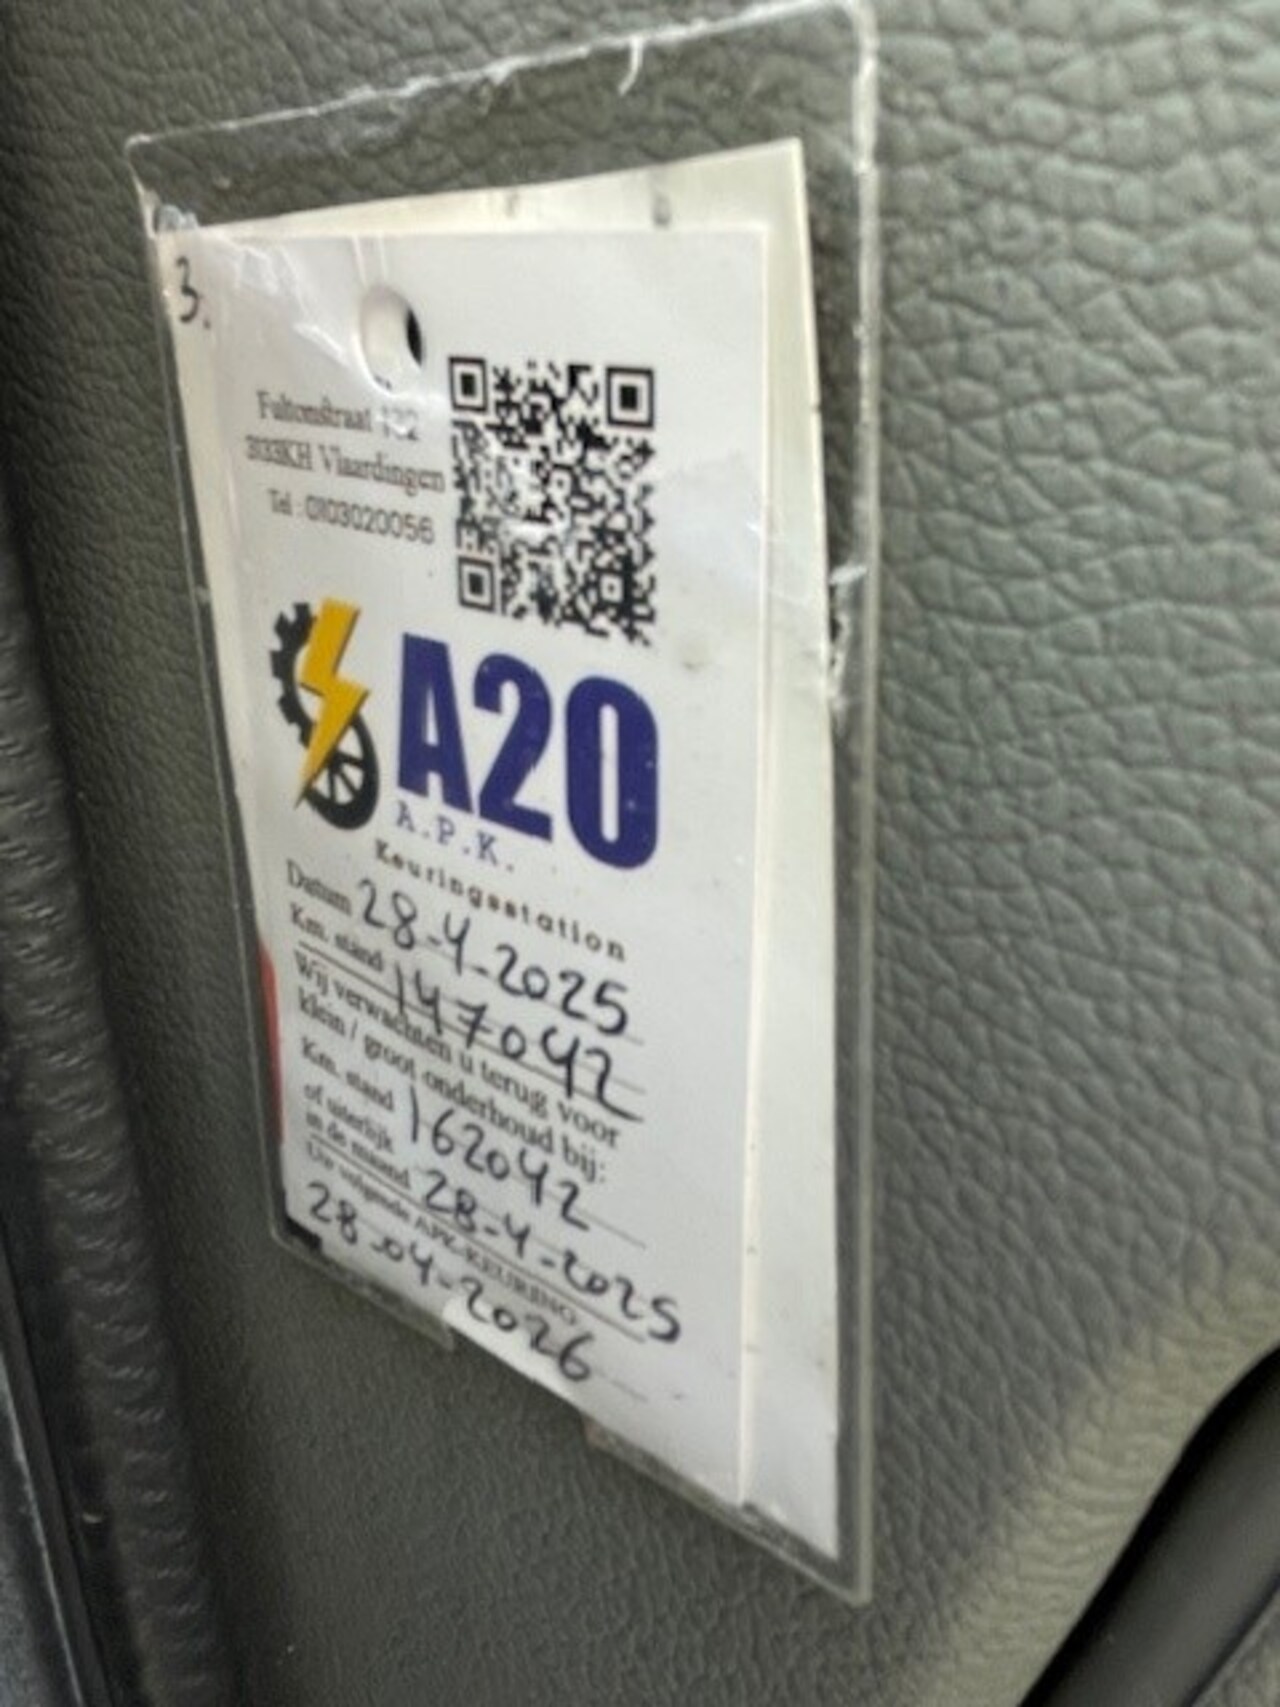 3.
Fultonstraat 132
3133KH Vlaardingen
Tel : 0103020056
A20
A.P.K.
Keuringsstation
Datum 28-4-2025
Km. stand 147042
Wij verwachten u terug voor
klein / groot onderhoud bij:
Km. stand 162042
of uiterlijk
in de maand 28-4-2025
Uw volgende APK-KEURING
28-04-2026